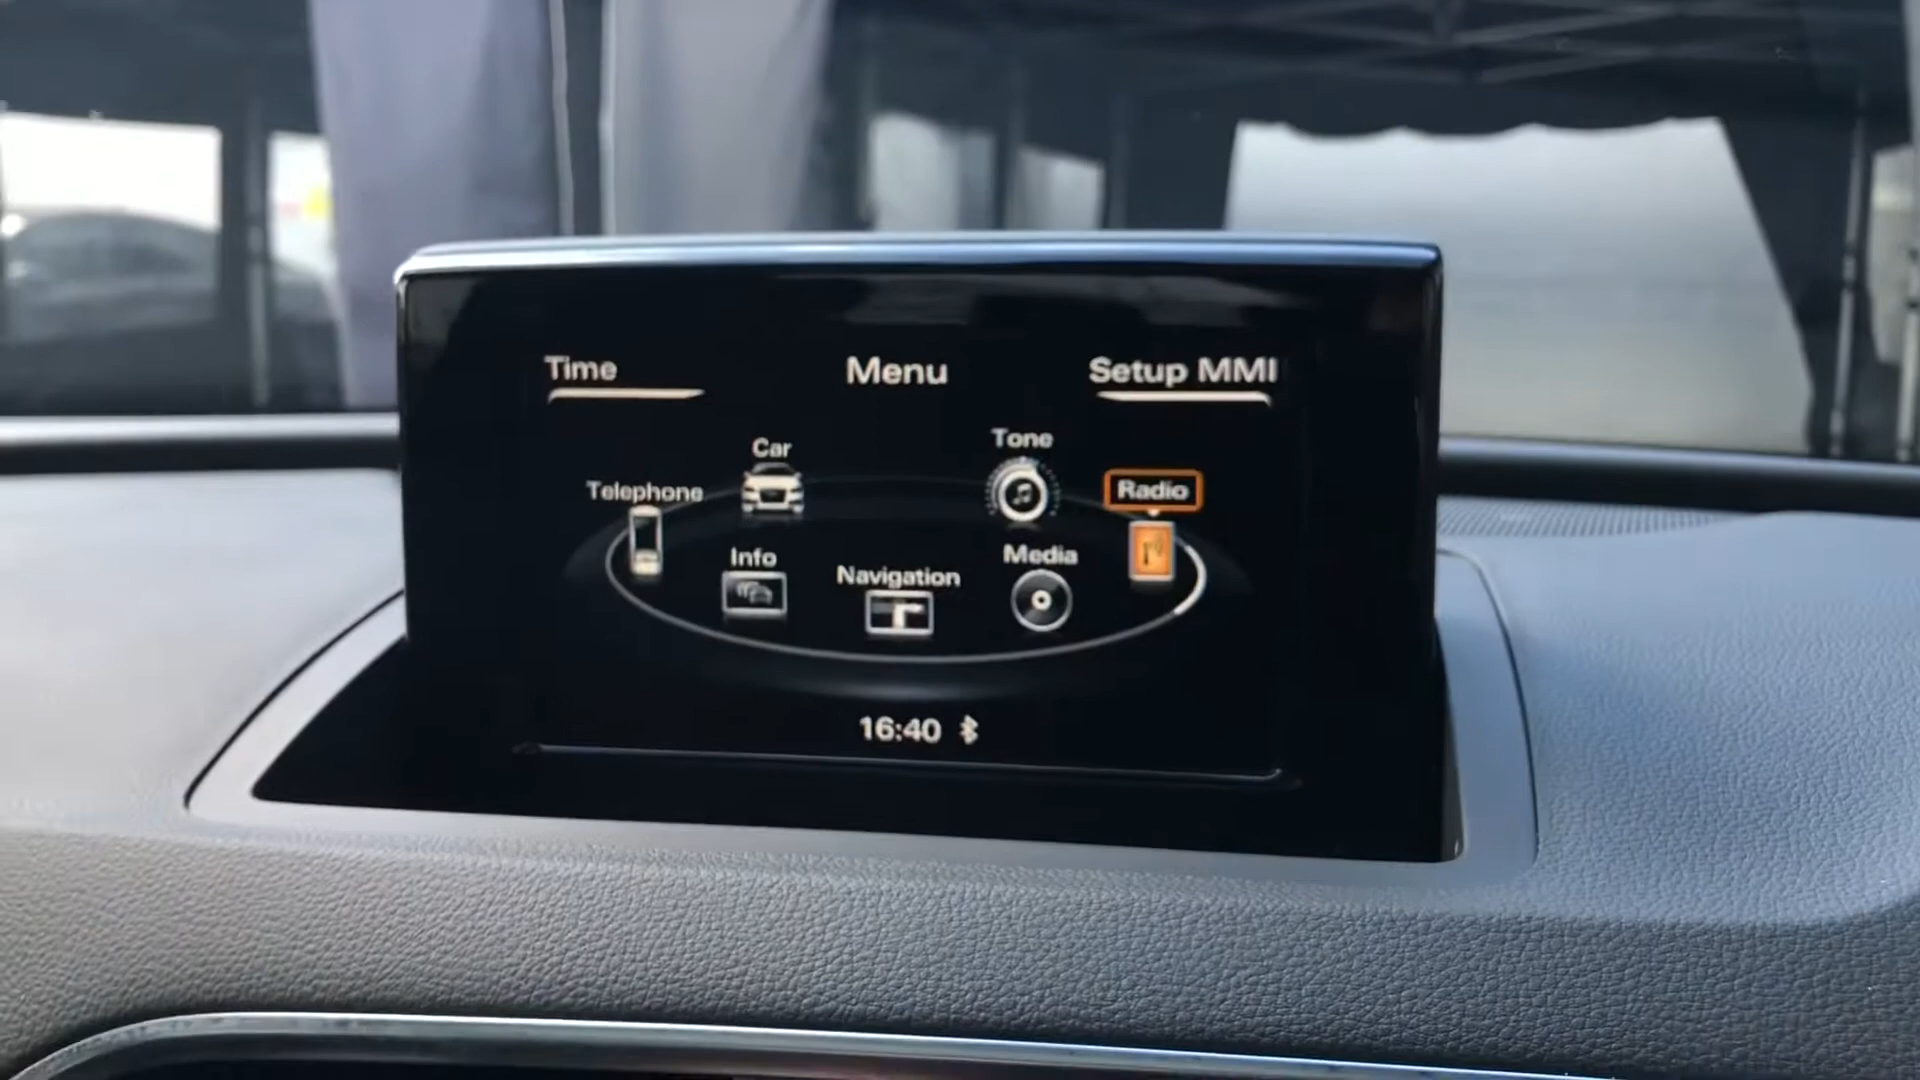 Time
Menu
Setup MMI
Car
Tone
Telephone
Radio
Info
Navigation
Media
16:40